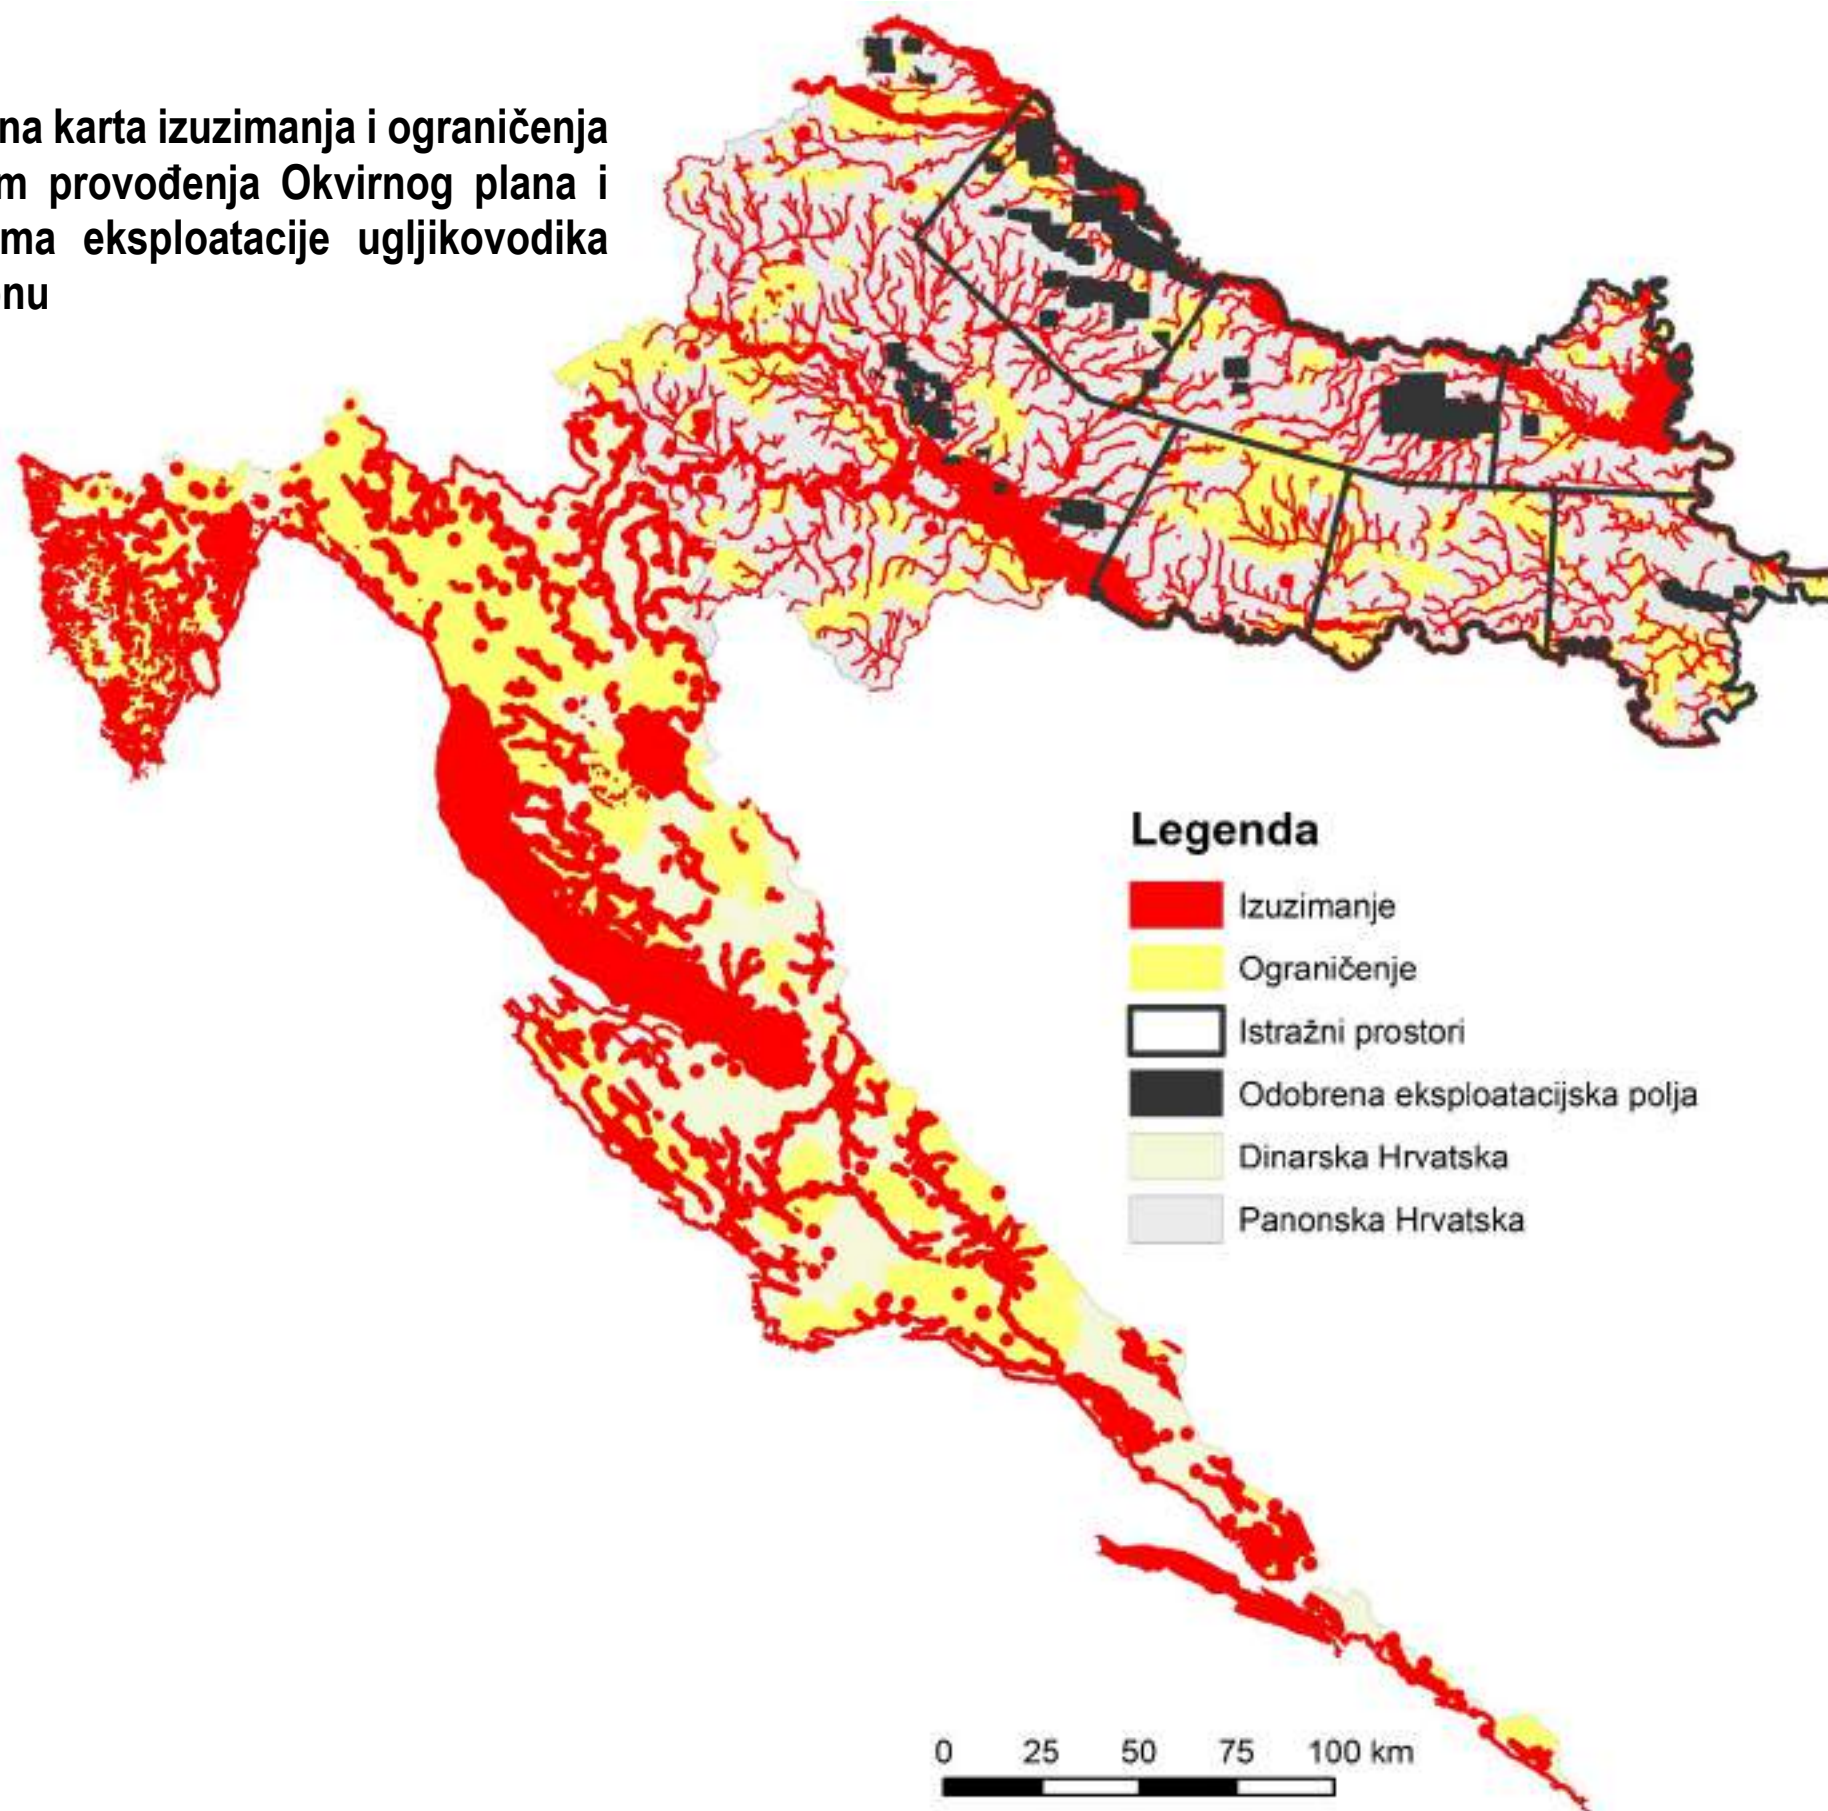 na karta izuzimanja i ograničenja
m provođenja Okvirnog plana i
ma eksploatacije ugljikovodika
nu
Legenda
Izuzimanje
Ograničenje
Istražni prostori
Odobrena eksploatacijska polja
Dinarska Hrvatska
Panonska Hrvatska
0 25 50 75 100 km